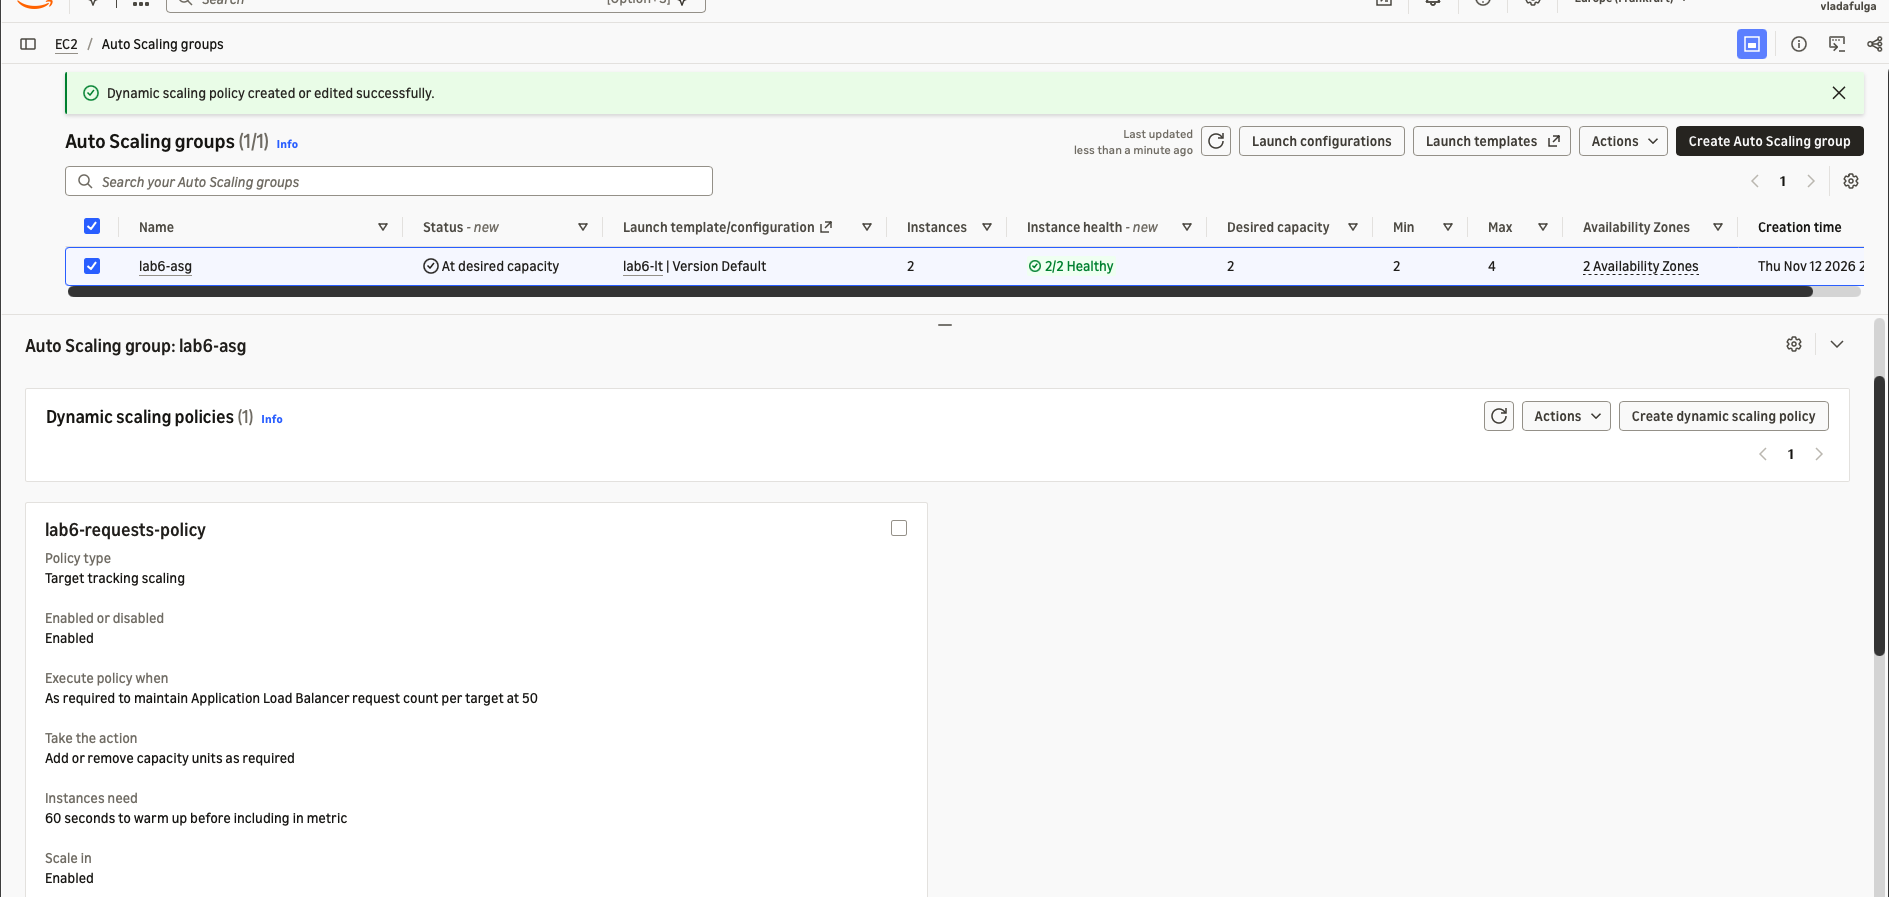 Search [Option+S] Europe (Frankfurt)
vladafulga
EC2 / Auto Scaling groups
Dynamic scaling policy created or edited successfully.
Auto Scaling groups (1/1) Info
Last updated
less than a minute ago
Launch configurations Launch templates Actions Create Auto Scaling group
Search your Auto Scaling groups
1
Name Status - new Launch template/configuration Instances Instance health - new Desired capacity Min Max Availability Zones Creation time
lab6-asg At desired capacity lab6-lt | Version Default 2 2/2 Healthy 2 2 4 2 Availability Zones Thu Nov 12 2026 2
Auto Scaling group: lab6-asg
Dynamic scaling policies (1) Info
Actions Create dynamic scaling policy
1
lab6-requests-policy
Policy type
Target tracking scaling
Enabled or disabled
Enabled
Execute policy when
As required to maintain Application Load Balancer request count per target at 50
Take the action
Add or remove capacity units as required
Instances need
60 seconds to warm up before including in metric
Scale in
Enabled